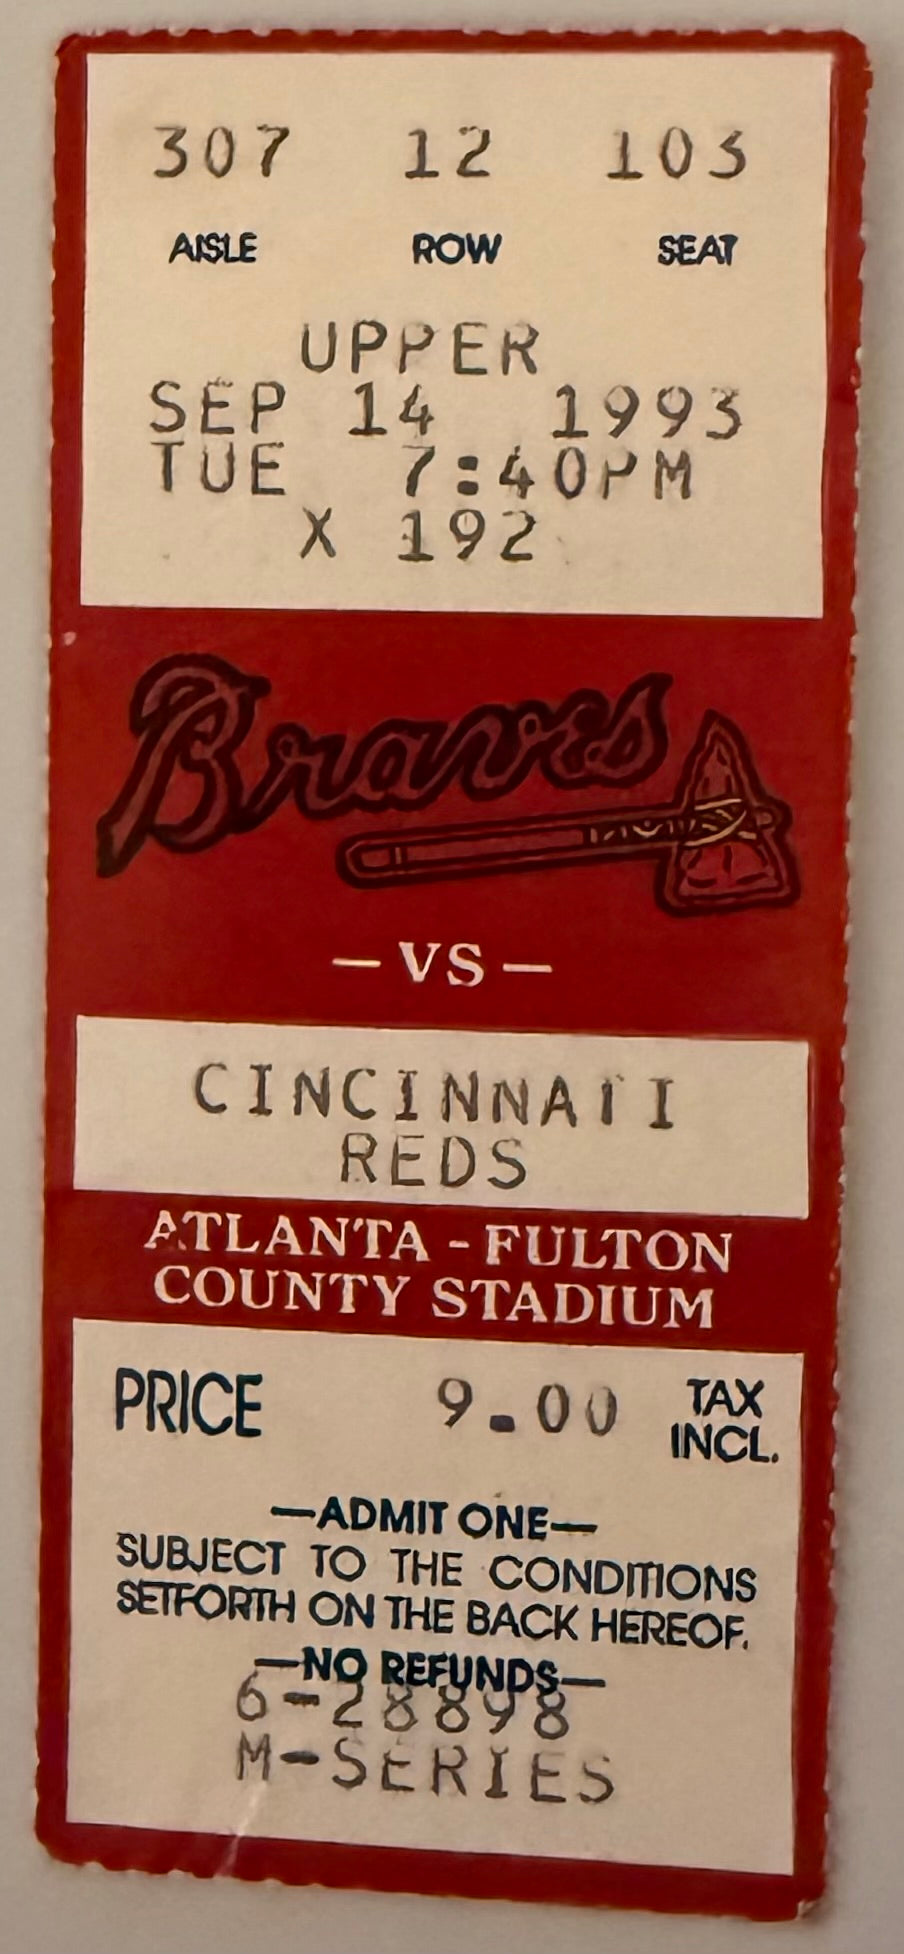 307 12 103
AISLE ROW SEAT
UPPER
SEP 14 1993
TUE 7:40PM
X 192
Braves
— VS —
CINCINNATI
REDS
ATLANTA - FULTON
COUNTY STADIUM
PRICE 9.00 TAX
INCL.
—ADMIT ONE—
SUBJECT TO THE CONDITIONS
SETFORTH ON THE BACK HEREOF.
—NO REFUNDS—
6-28898
M-SERIES